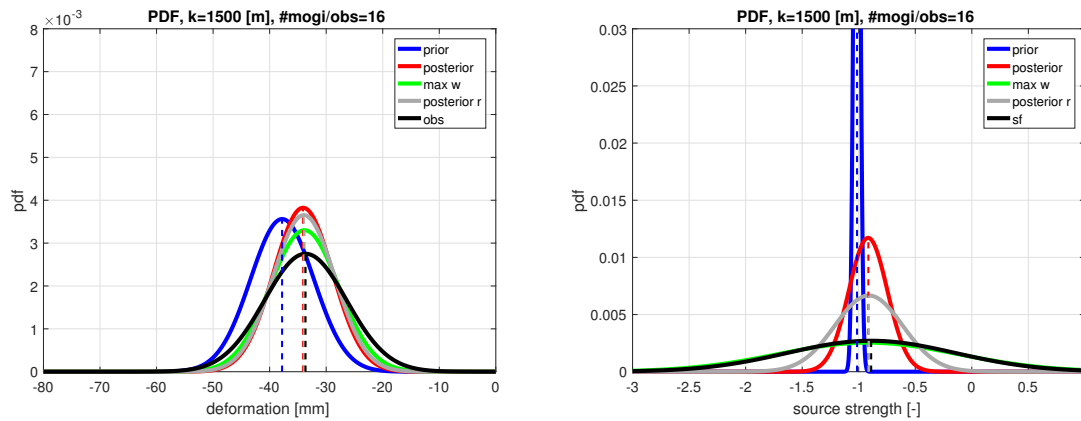 PDF, k=1500 [m], #mogi/obs=16
×10⁻³
8
7
6
5
4
3
2
1
0
pdf
-80
-70
-60
-50
-40
-30
-20
-10
0
deformation [mm]
prior
posterior
max w
posterior r
obs
PDF, k=1500 [m], #mogi/obs=16
0.03
0.025
0.02
0.015
0.01
0.005
0
pdf
-3
-2.5
-2
-1.5
-1
-0.5
0
0.5
source strength [-]
prior
posterior
max w
posterior r
sf